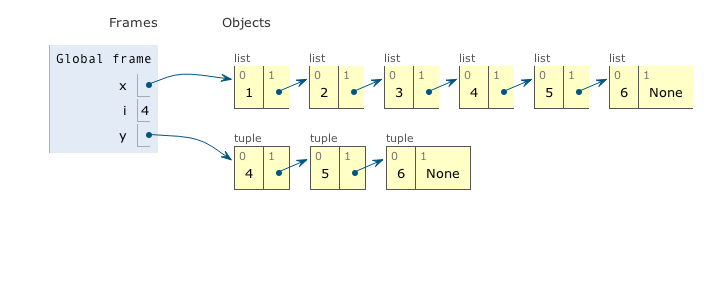 Frames Objects
Global frame
x
i 4
y
list list list list list list
0 1 0 1 0 1 0 1 0 1 0 1
1 2 3 4 5 6 None
tuple tuple tuple
0 1 0 1 0 1
4 5 6 None